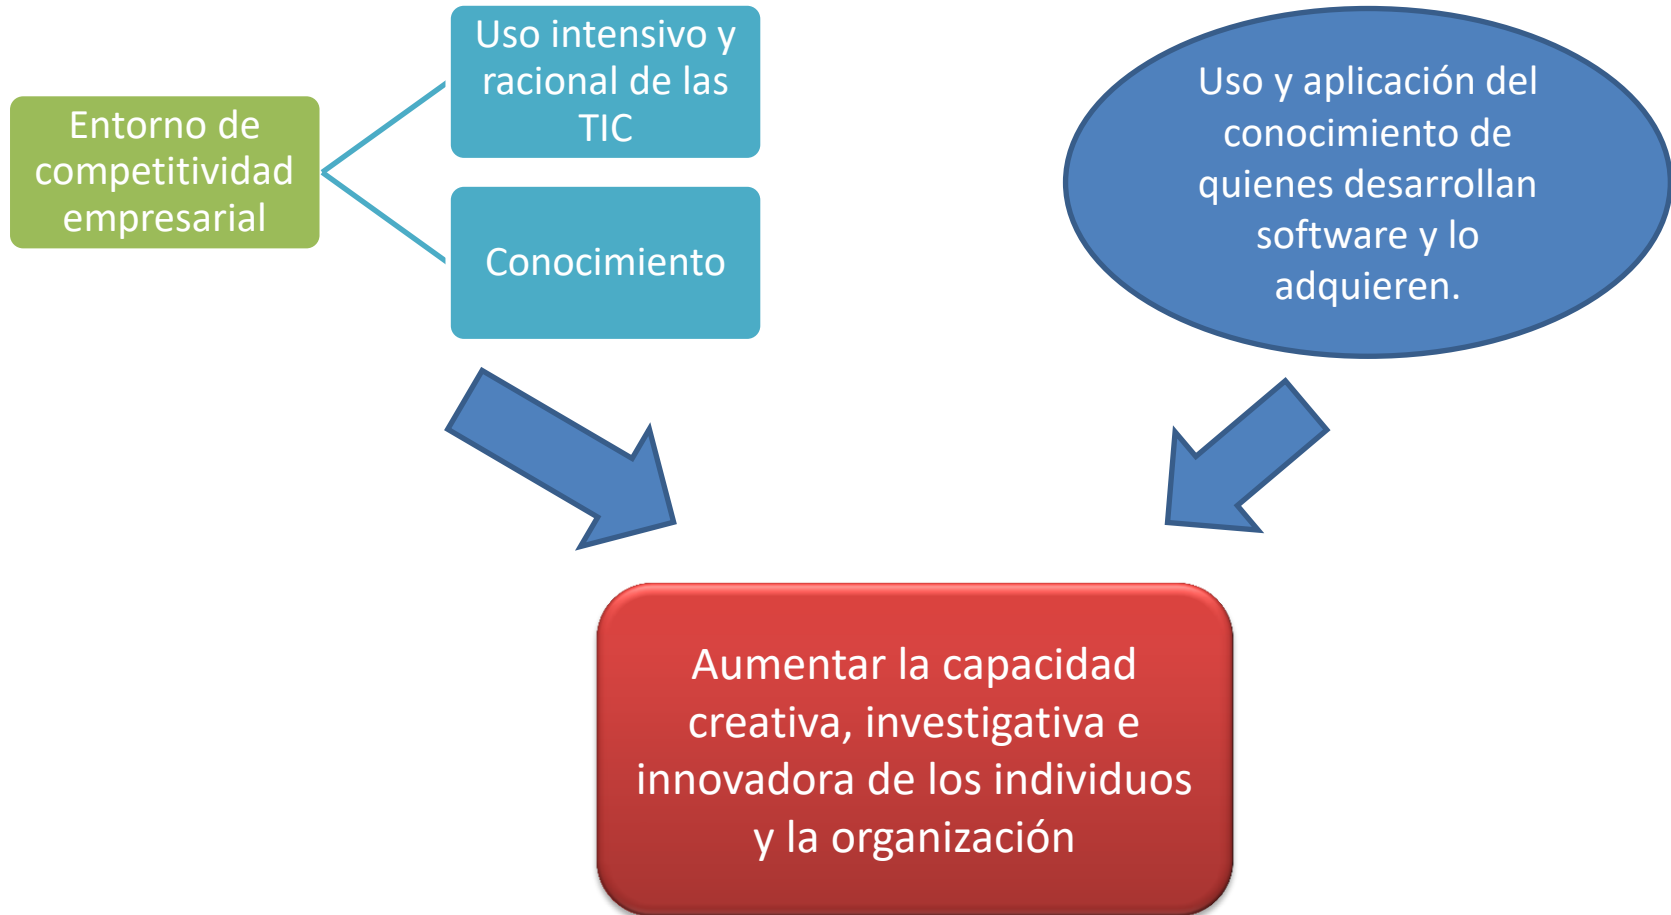 Entorno de
competitividad
empresarial
Uso intensivo y
racional de las
TIC
Conocimiento
Uso y aplicación del
conocimiento de
quienes desarrollan
software y lo
adquieren.
Aumentar la capacidad
creativa, investigativa e
innovadora de los individuos
y la organización